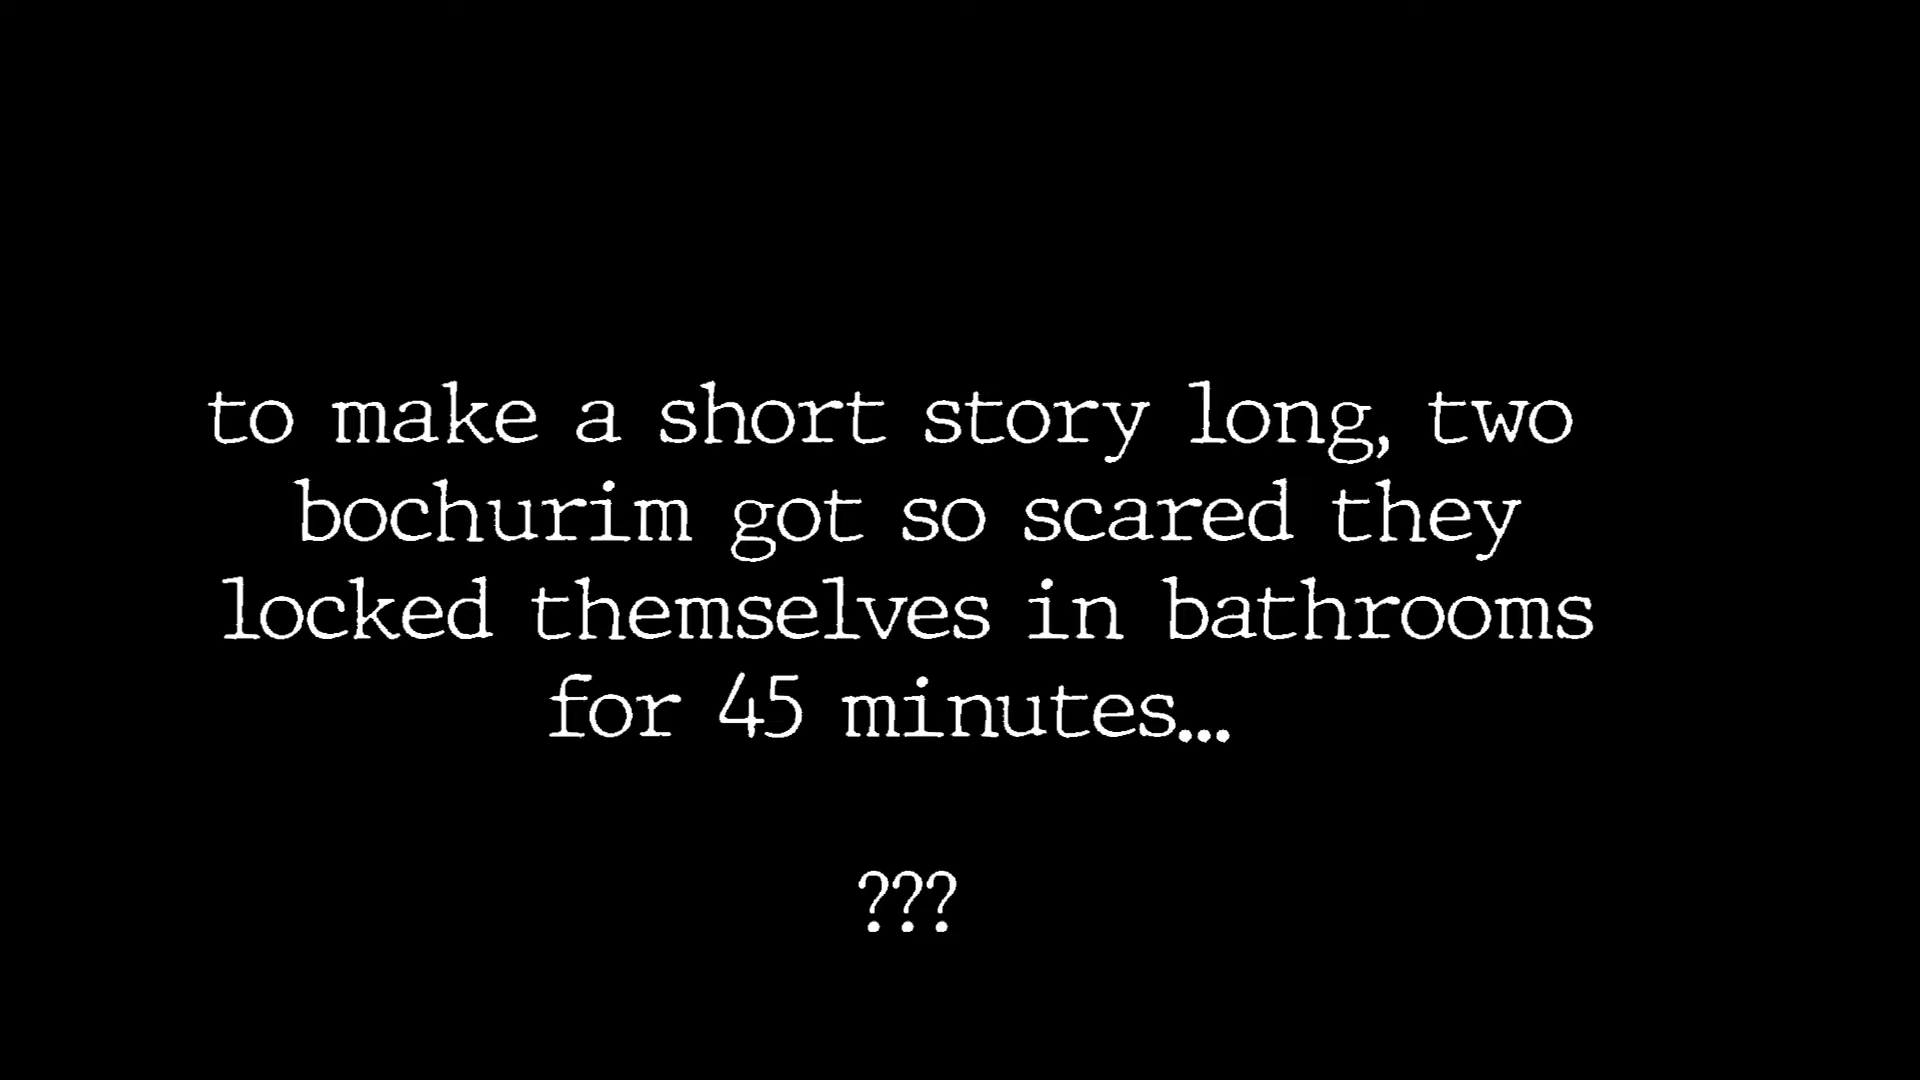 to make a short story long, two
bochurim got so scared they
locked themselves in bathrooms
for 45 minutes...
???